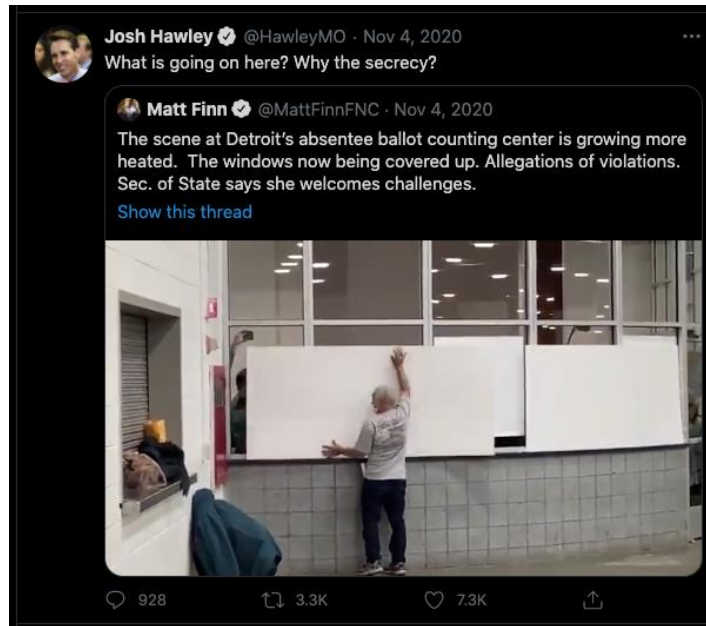 Josh Hawley @HawleyMO · Nov 4, 2020
What is going on here? Why the secrecy?
Matt Finn @MattFinnFNC · Nov 4, 2020
The scene at Detroit's absentee ballot counting center is growing more
heated.  The windows now being covered up. Allegations of violations.
Sec. of State says she welcomes challenges.
Show this thread
928 3.3K 7.3K